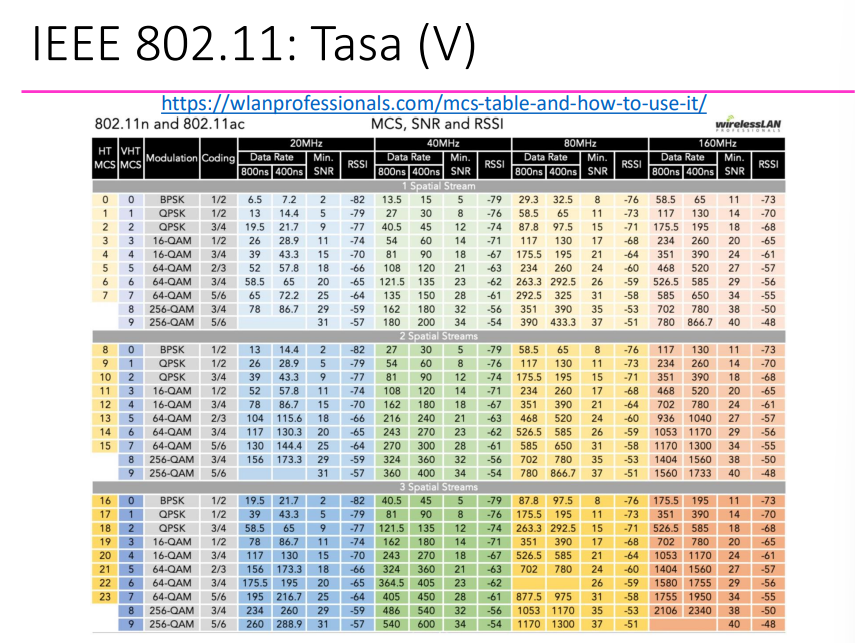 IEEE 802.11: Tasa (V)
https://wlanprofessionals.com/mcs-table-and-how-to-use-it/
802.11n and 802.11ac MCS, SNR and RSSI wirelessLAN
PROFESSIONALS
20MHz 40MHz 80MHz 160MHz
HT MCS VHT MCS Modulation Coding Data Rate Min. SNR RSSI Data Rate Min. SNR RSSI Data Rate Min. SNR RSSI Data Rate Min. SNR RSSI
800ns 400ns 800ns 400ns 800ns 400ns 800ns 400ns
1 Spatial Stream
0 0 BPSK 1/2 6.5 7.2 2 -82 13.5 15 5 -79 29.3 32.5 8 -76 58.5 65 11 -73
1 1 QPSK 1/2 13 14.4 5 -79 27 30 8 -76 58.5 65 11 -73 117 130 14 -70
2 2 QPSK 3/4 19.5 21.7 9 -77 40.5 45 12 -74 87.8 97.5 15 -71 175.5 195 18 -68
3 3 16-QAM 1/2 26 28.9 11 -74 54 60 14 -71 117 130 17 -68 234 260 20 -65
4 4 16-QAM 3/4 39 43.3 15 -70 81 90 18 -67 175.5 195 21 -64 351 390 24 -61
5 5 64-QAM 2/3 52 57.8 18 -66 108 120 21 -63 234 260 24 -60 468 520 27 -57
6 6 64-QAM 3/4 58.5 65 20 -65 121.5 135 23 -62 263.3 292.5 26 -59 526.5 585 29 -56
7 7 64-QAM 5/6 65 72.2 25 -64 135 150 28 -61 292.5 325 31 -58 585 650 34 -55
8 256-QAM 3/4 78 86.7 29 -59 162 180 32 -56 351 390 35 -53 702 780 38 -50
9 256-QAM 5/6 31 -57 180 200 34 -54 390 433.3 37 -51 780 866.7 40 -48
2 Spatial Streams
8 0 BPSK 1/2 13 14.4 2 -82 27 30 5 -79 58.5 65 8 -76 117 130 11 -73
9 1 QPSK 1/2 26 28.9 5 -79 54 60 8 -76 117 130 11 -73 234 260 14 -70
10 2 QPSK 3/4 39 43.3 9 -77 81 90 12 -74 175.5 195 15 -71 351 390 18 -68
11 3 16-QAM 1/2 52 57.8 11 -74 108 120 14 -71 234 260 17 -68 468 520 20 -65
12 4 16-QAM 3/4 78 86.7 15 -70 162 180 18 -67 351 390 21 -64 702 780 24 -61
13 5 64-QAM 2/3 104 115.6 18 -66 216 240 21 -63 468 520 24 -60 936 1040 27 -57
14 6 64-QAM 3/4 117 130.3 20 -65 243 270 23 -62 526.5 585 26 -59 1053 1170 29 -56
15 7 64-QAM 5/6 130 144.4 25 -64 270 300 28 -61 585 650 31 -58 1170 1300 34 -55
8 256-QAM 3/4 156 173.3 29 -59 324 360 32 -56 702 780 35 -53 1404 1560 38 -50
9 256-QAM 5/6 31 -57 360 400 34 -54 780 866.7 37 -51 1560 1733 40 -48
3 Spatial Streams
16 0 BPSK 1/2 19.5 21.7 2 -82 40.5 45 5 -79 87.8 97.5 8 -76 175.5 195 11 -73
17 1 QPSK 1/2 39 43.3 5 -79 81 90 8 -76 175.5 195 11 -73 351 390 14 -70
18 2 QPSK 3/4 58.5 65 9 -77 121.5 135 12 -74 263.3 292.5 15 -71 526.5 585 18 -68
19 3 16-QAM 1/2 78 86.7 11 -74 162 180 14 -71 351 390 17 -68 702 780 20 -65
20 4 16-QAM 3/4 117 130 15 -70 243 270 18 -67 526.5 585 21 -64 1053 1170 24 -61
21 5 64-QAM 2/3 156 173.3 18 -66 324 360 21 -63 702 780 24 -60 1404 1560 27 -57
22 6 64-QAM 3/4 175.5 195 20 -65 364.5 405 23 -62 26 -59 1580 1755 29 -56
23 7 64-QAM 5/6 195 216.7 25 -64 405 450 28 -61 877.5 975 31 -58 1755 1950 34 -55
8 256-QAM 3/4 234 260 29 -59 486 540 32 -56 1053 1170 35 -53 2106 2340 38 -50
9 256-QAM 5/6 260 288.9 31 -57 540 600 34 -54 1170 1300 37 -51 40 -48